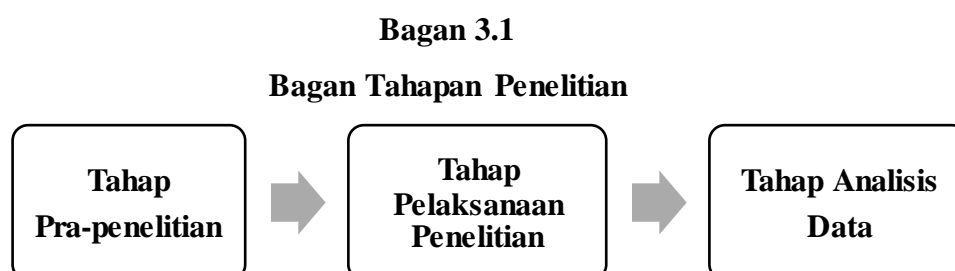 Bagan 3.1
Bagan Tahapan Penelitian
Tahap
Pra-penelitian
Tahap
Pelaksanaan
Penelitian
Tahap Analisis
Data